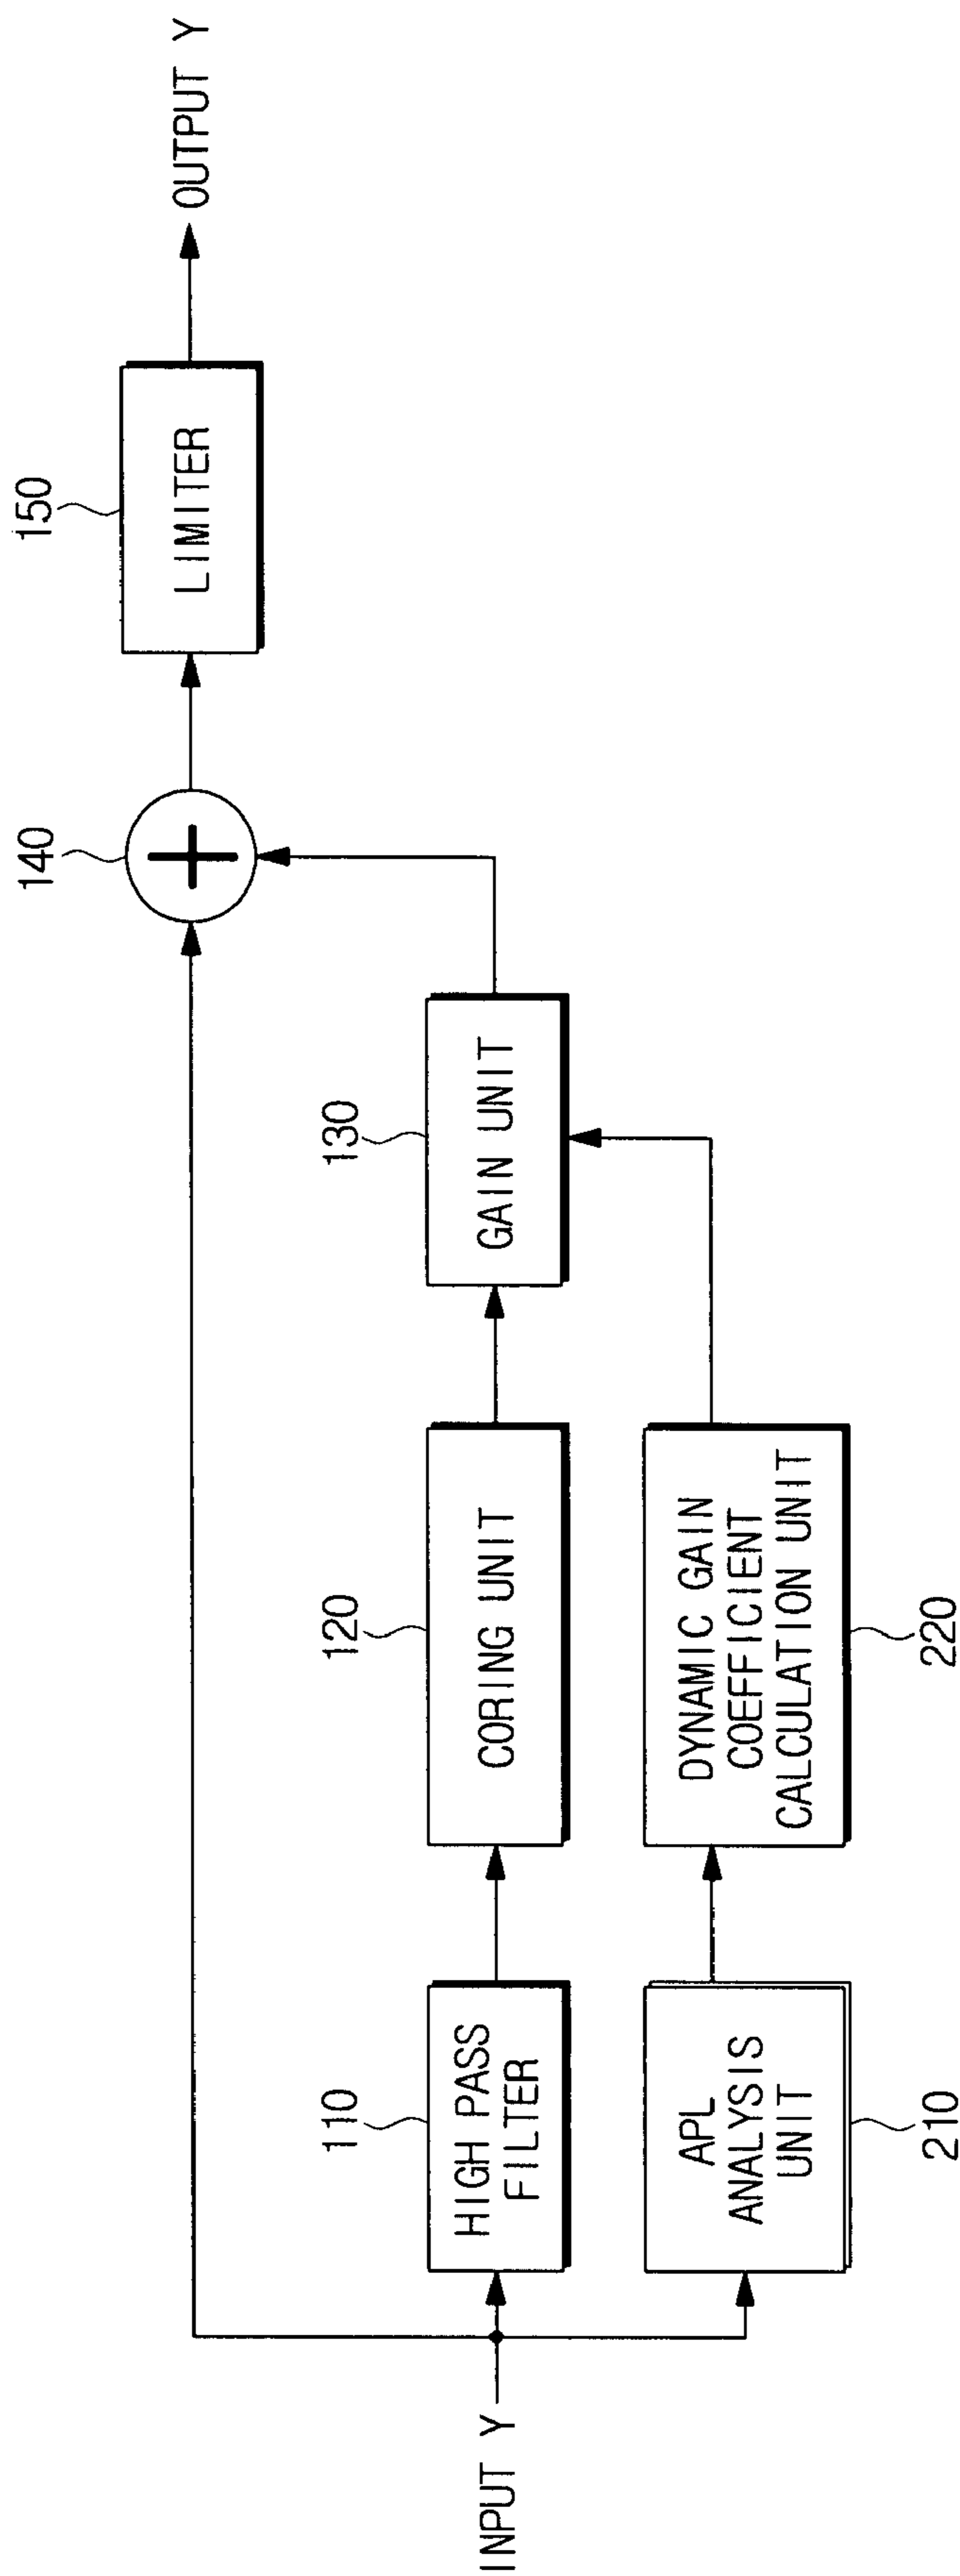 150
LIMITER
OUTPUT Y
140
130
GAIN UNIT
120
CORING UNIT
110
HIGH PASS
FILTER
INPUT Y
APL
ANALYSIS
UNIT
210
DYNAMIC GAIN
COEFFICIENT
CALCULATION UNIT
220